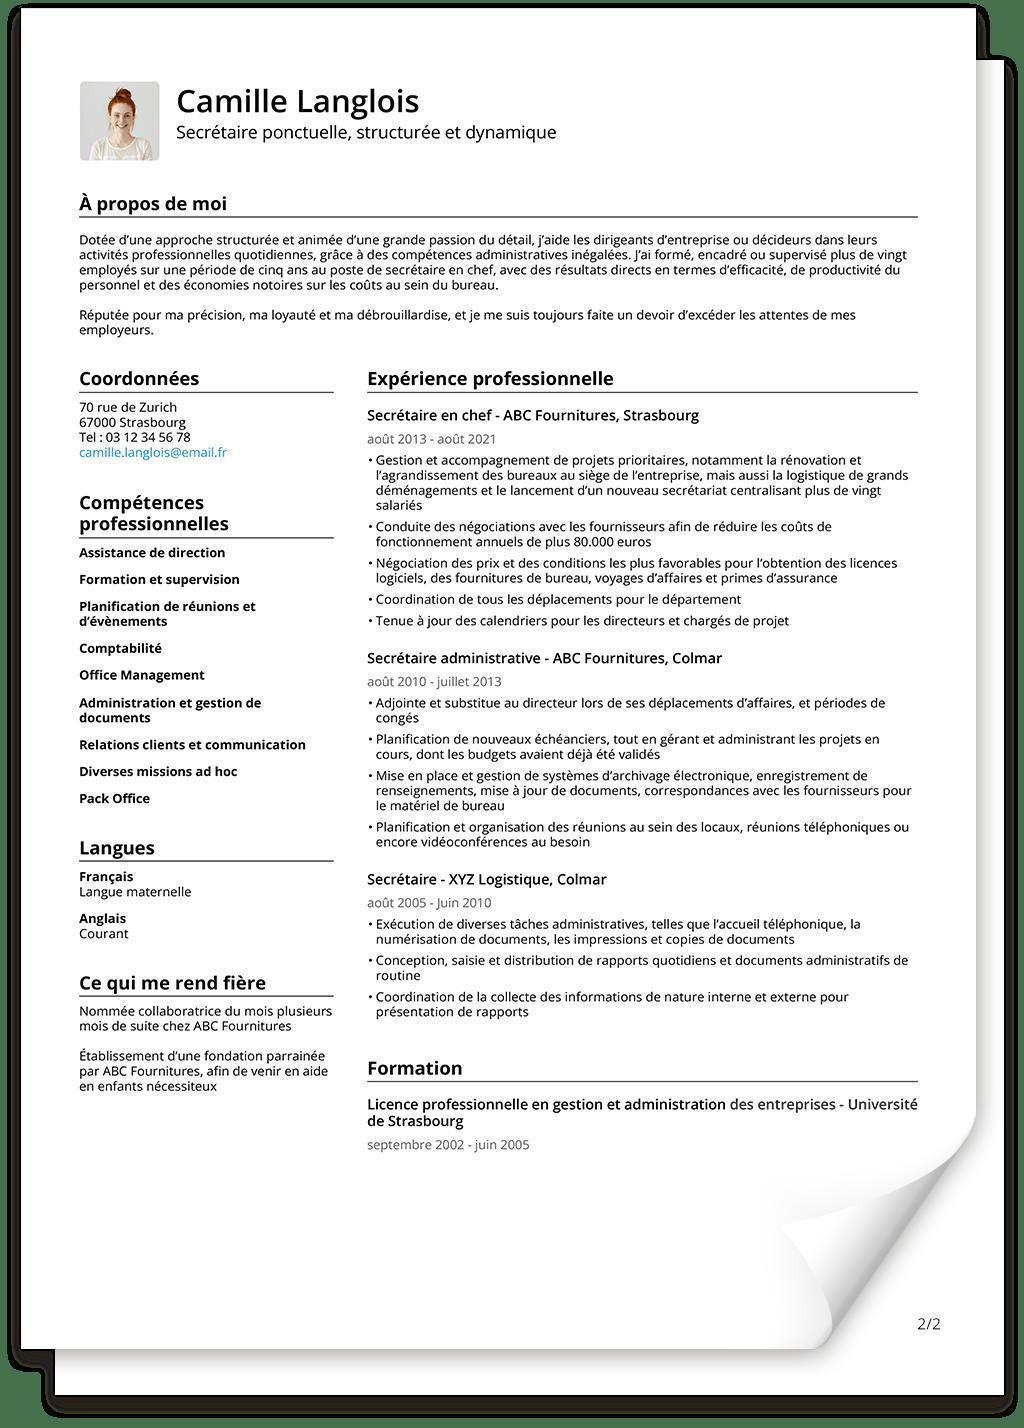 Camille Langlois
Secrétaire ponctuelle, structurée et dynamique
À propos de moi
Dotée d’une approche structurée et animée d’une grande passion du détail, j’aide les dirigeants d’entreprise ou décideurs dans leurs
activités professionnelles quotidiennes, grâce à des compétences administratives inégalées. J’ai formé, encadré ou supervisé plus de vingt
employés sur une période de cinq ans au poste de secrétaire en chef, avec des résultats directs en termes d’efficacité, de productivité du
personnel et des économies notoires sur les coûts au sein du bureau.
Réputée pour ma précision, ma loyauté et ma débrouillardise, et je me suis toujours faite un devoir d’excéder les attentes de mes
employeurs.
Coordonnées
70 rue de Zurich
67000 Strasbourg
Tel : 03 12 34 56 78
camille.langlois@email.fr
Compétences
professionnelles
Assistance de direction
Formation et supervision
Planification de réunions et
d’évènements
Comptabilité
Office Management
Administration et gestion de
documents
Relations clients et communication
Diverses missions ad hoc
Pack Office
Langues
Français
Langue maternelle
Anglais
Courant
Ce qui me rend fière
Nommée collaboratrice du mois plusieurs
mois de suite chez ABC Fournitures
Établissement d’une fondation parrainée
par ABC Fournitures, afin de venir en aide
en enfants nécessiteux
Expérience professionnelle
Secrétaire en chef - ABC Fournitures, Strasbourg
août 2013 - août 2021
• Gestion et accompagnement de projets prioritaires, notamment la rénovation et
l’agrandissement des bureaux au siège de l’entreprise, mais aussi la logistique de grands
déménagements et le lancement d’un nouveau secrétariat centralisant plus de vingt
salariés
• Conduite des négociations avec les fournisseurs afin de réduire les coûts de
fonctionnement annuels de plus 80.000 euros
• Négociation des prix et des conditions les plus favorables pour l’obtention des licences
logiciels, des fournitures de bureau, voyages d’affaires et primes d’assurance
• Coordination de tous les déplacements pour le département
• Tenue à jour des calendriers pour les directeurs et chargés de projet
Secrétaire administrative - ABC Fournitures, Colmar
août 2010 - juillet 2013
• Adjointe et substitue au directeur lors de ses déplacements d’affaires, et périodes de
congés
• Planification de nouveaux échéanciers, tout en gérant et administrant les projets en
cours, dont les budgets avaient déjà été validés
• Mise en place et gestion de systèmes d’archivage électronique, enregistrement de
renseignements, mise à jour de documents, correspondances avec les fournisseurs pour
le matériel de bureau
• Planification et organisation des réunions au sein des locaux, réunions téléphoniques ou
encore vidéoconférences au besoin
Secrétaire - XYZ Logistique, Colmar
août 2005 - Juin 2010
• Exécution de diverses tâches administratives, telles que l’accueil téléphonique, la
numérisation de documents, les impressions et copies de documents
• Conception, saisie et distribution de rapports quotidiens et documents administratifs de
routine
• Coordination de la collecte des informations de nature interne et externe pour
présentation de rapports
Formation
Licence professionnelle en gestion et administration des entreprises - Université
de Strasbourg
septembre 2002 - juin 2005
2/2